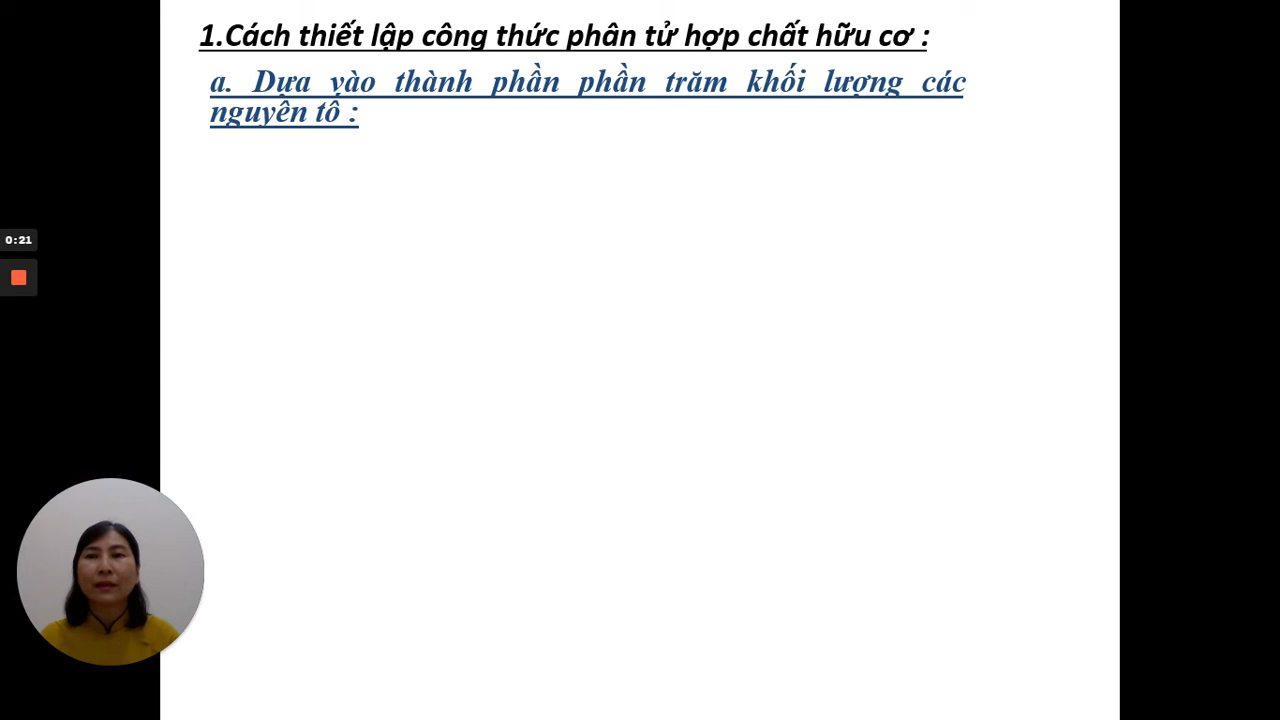 1.Cách thiết lập công thức phân tử hợp chất hữu cơ :
a. Dựa vào thành phần phần trăm khối lượng các
nguyên tố :
0:21